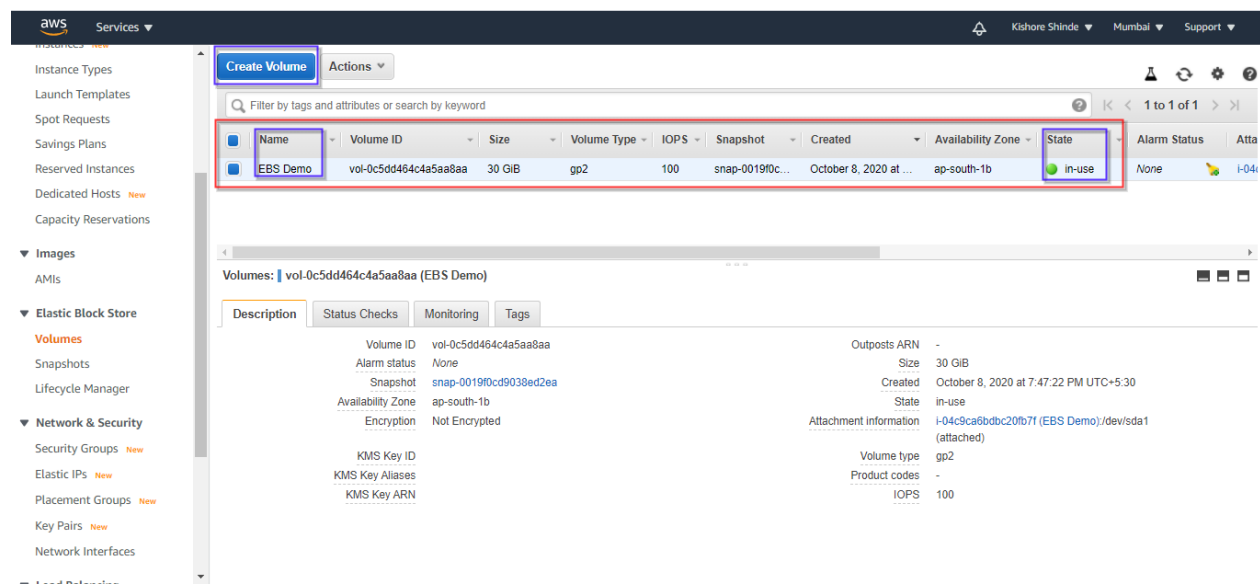 aws Services Kishore Shinde Mumbai Support
Instances New
Instance Types
Launch Templates
Spot Requests
Savings Plans
Reserved Instances
Dedicated Hosts New
Capacity Reservations
Images
AMIs
Elastic Block Store
Volumes
Snapshots
Lifecycle Manager
Network & Security
Security Groups New
Elastic IPs New
Placement Groups New
Key Pairs New
Network Interfaces
Load Balancing
Create Volume Actions
Filter by tags and attributes or search by keyword 1 to 1 of 1
Name Volume ID Size Volume Type IOPS Snapshot Created Availability Zone State Alarm Status Atta
EBS Demo vol-0c5dd464c4a5aa8aa 30 GiB gp2 100 snap-0019f0c... October 8, 2020 at ... ap-south-1b in-use None i-04c
Volumes: vol-0c5dd464c4a5aa8aa (EBS Demo)
Description Status Checks Monitoring Tags
Volume ID vol-0c5dd464c4a5aa8aa Outposts ARN -
Alarm status None Size 30 GiB
Snapshot snap-0019f0cd9038ed2ea Created October 8, 2020 at 7:47:22 PM UTC+5:30
Availability Zone ap-south-1b State in-use
Encryption Not Encrypted Attachment information i-04c9ca6bdbc20fb7f (EBS Demo):/dev/sda1
(attached)
KMS Key ID Volume type gp2
KMS Key Aliases Product codes -
KMS Key ARN IOPS 100